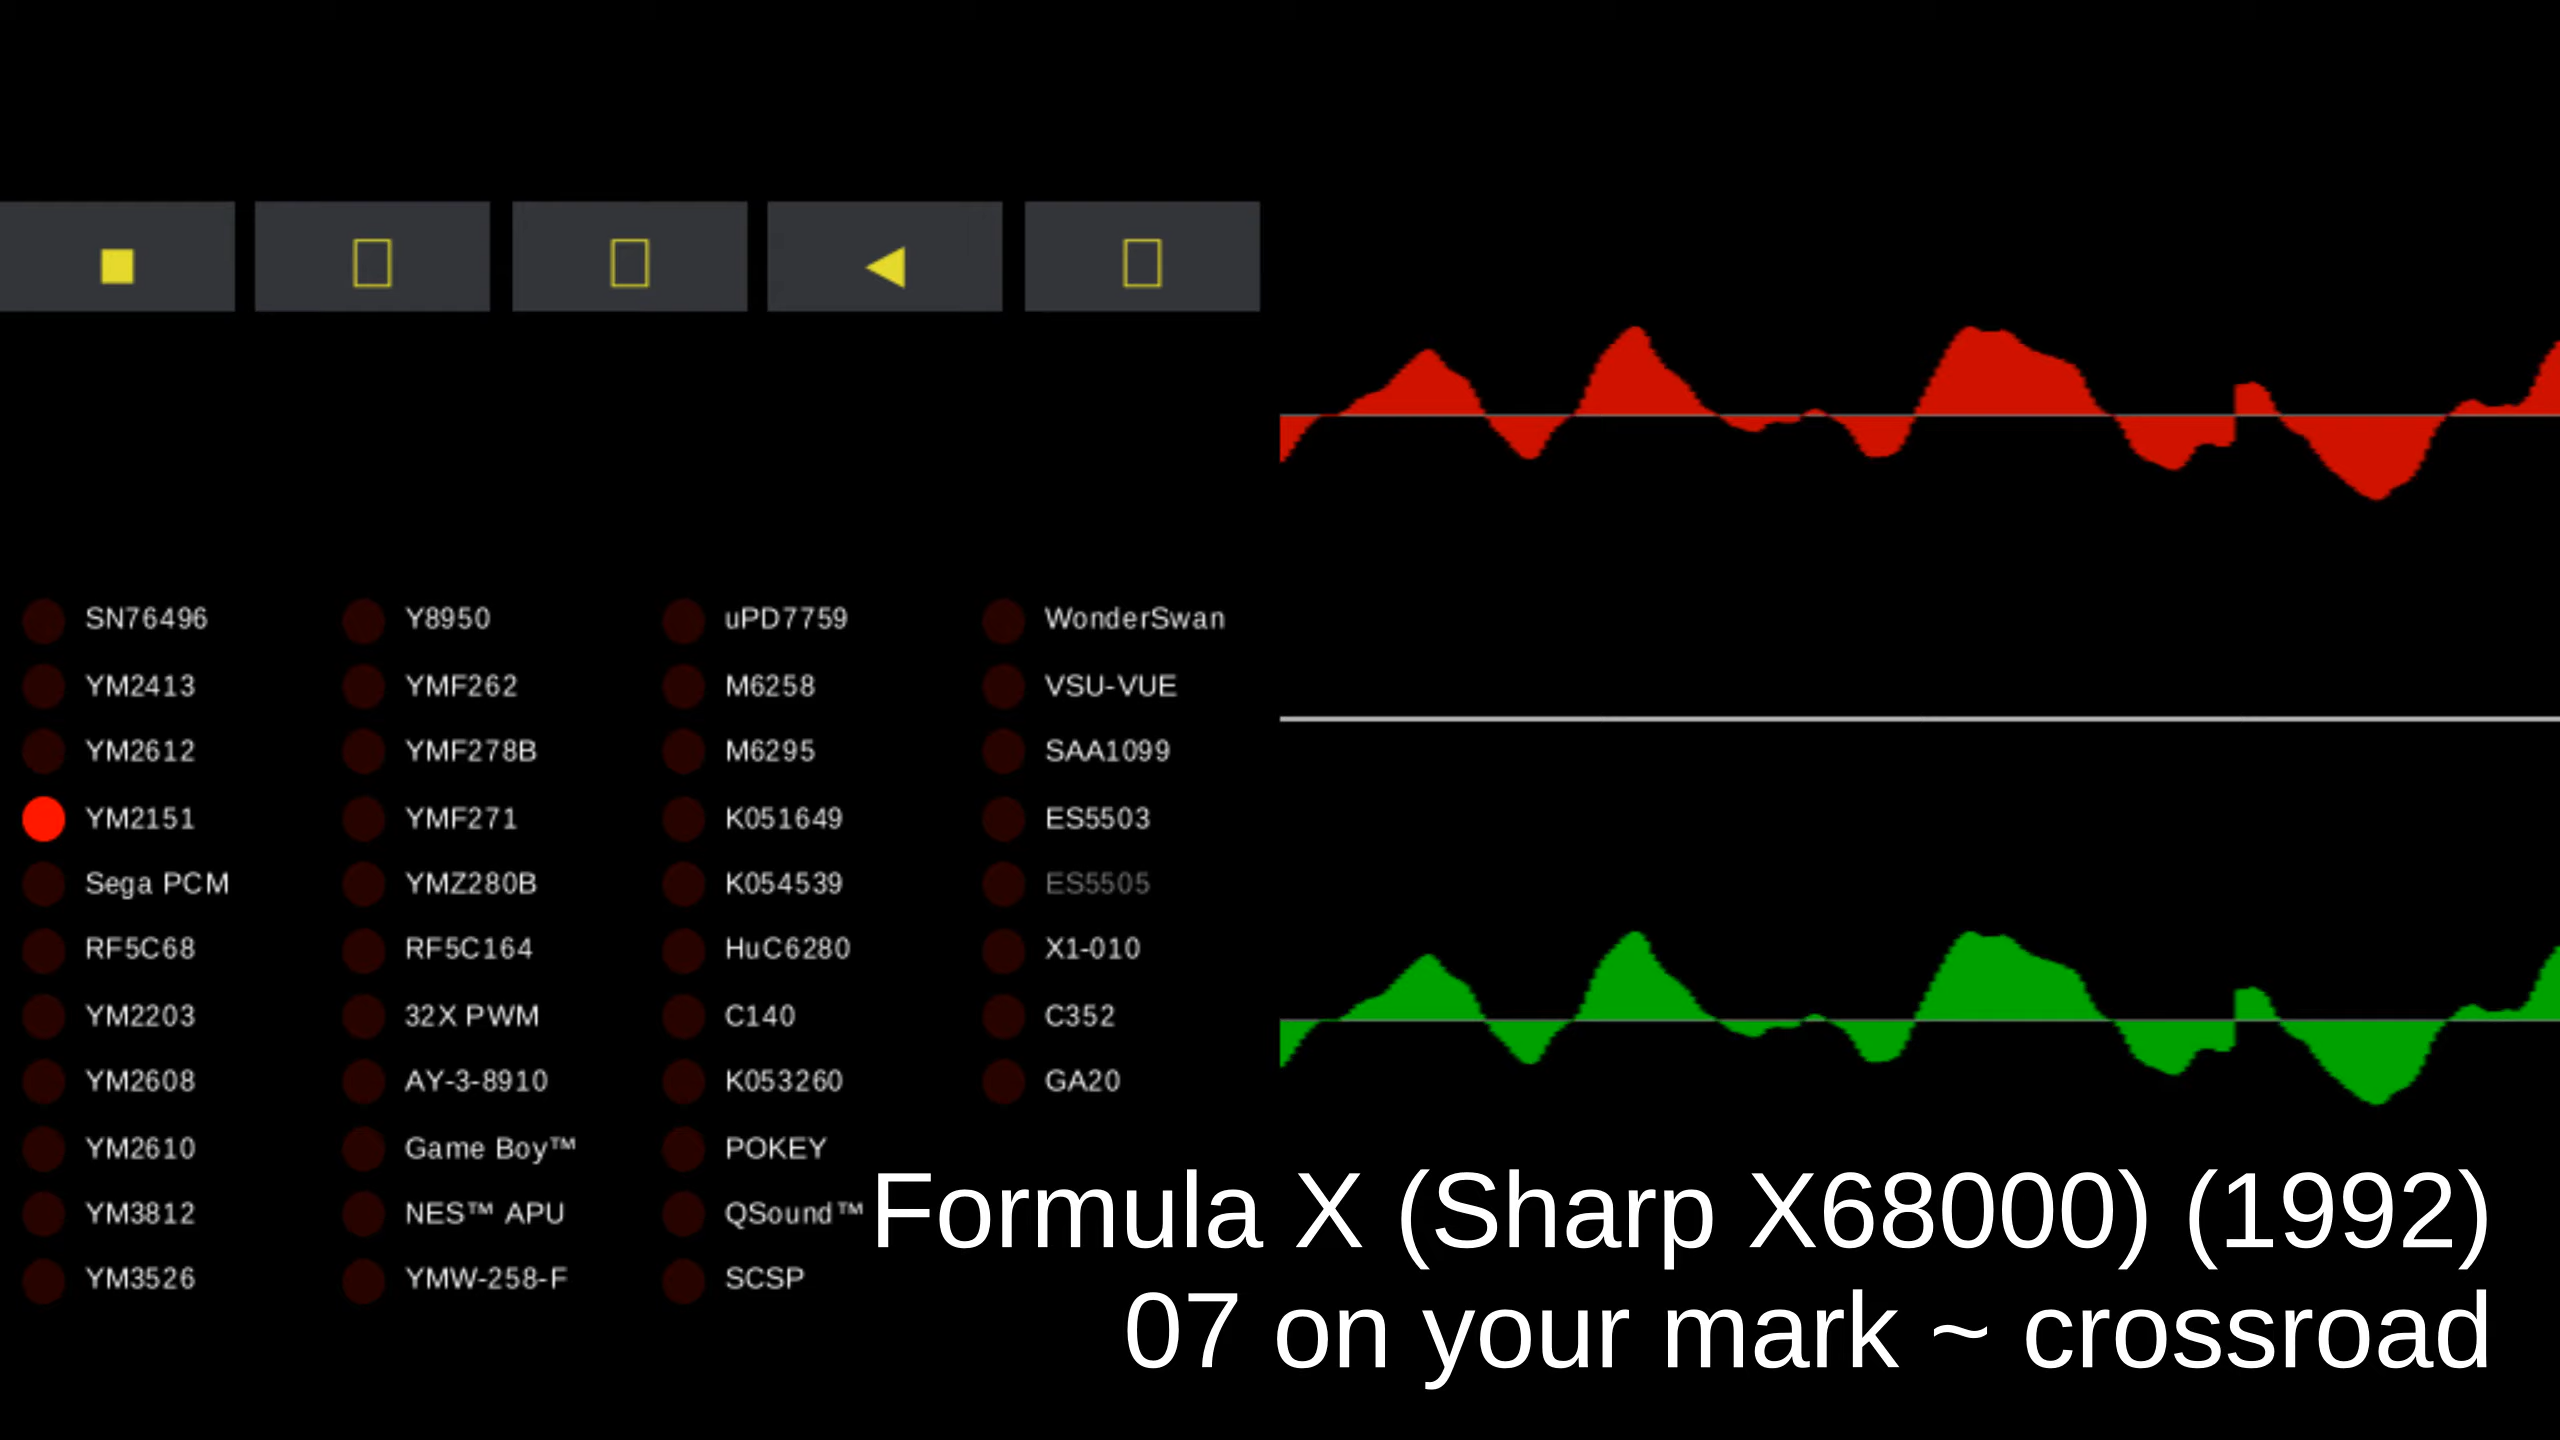 SN76496
YM2413
YM2612
YM2151
Sega PCM
RF5C68
YM2203
YM2608
YM2610
YM3812
YM3526
Y8950
YMF262
YMF278B
YMF271
YMZ280B
RF5C164
32X PWM
AY-3-8910
Game Boy™
NES™ APU
YMW-258-F
uPD7759
M6258
M6295
K051649
K054539
HuC6280
C140
K053260
POKEY
QSound™
SCSP
WonderSwan
VSU-VUE
SAA1099
ES5503
ES5505
X1-010
C352
GA20
Formula X (Sharp X68000) (1992)
07 on your mark ~ crossroad